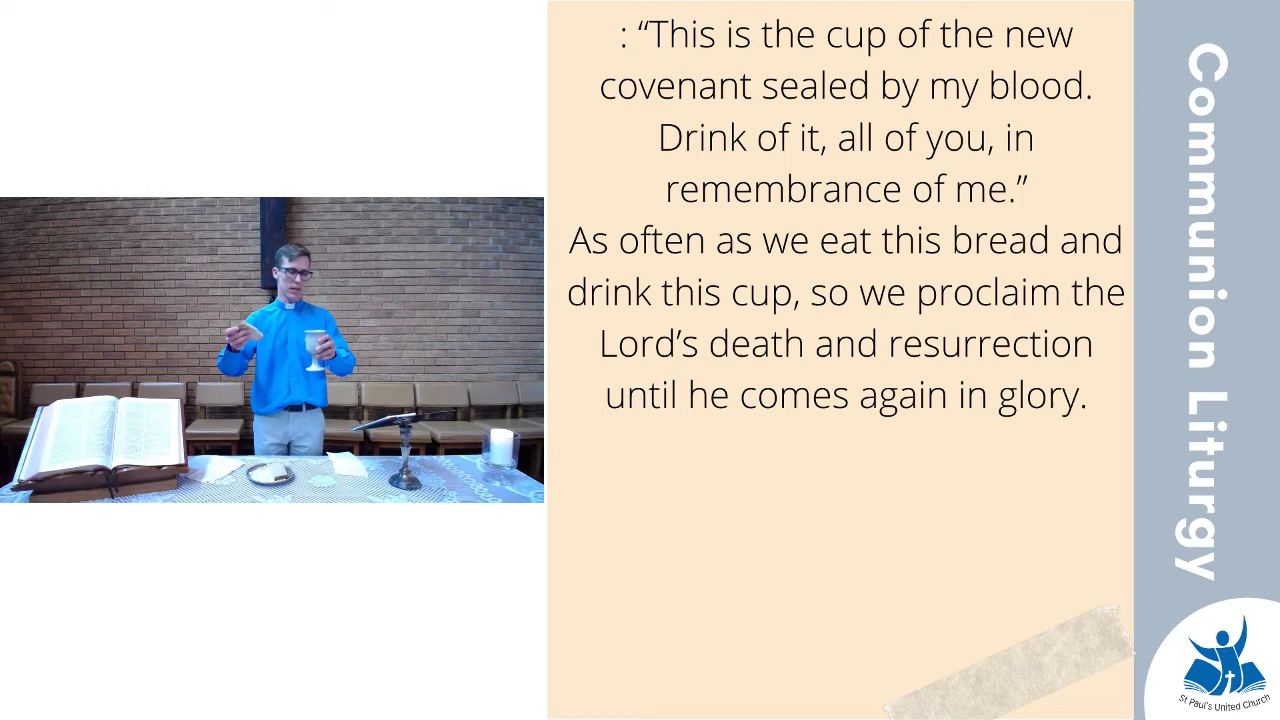 : “This is the cup of the new
covenant sealed by my blood.
Drink of it, all of you, in
remembrance of me.”
As often as we eat this bread and
drink this cup, so we proclaim the
Lord’s death and resurrection
until he comes again in glory.
Communion Liturgy
St Paul's United Church